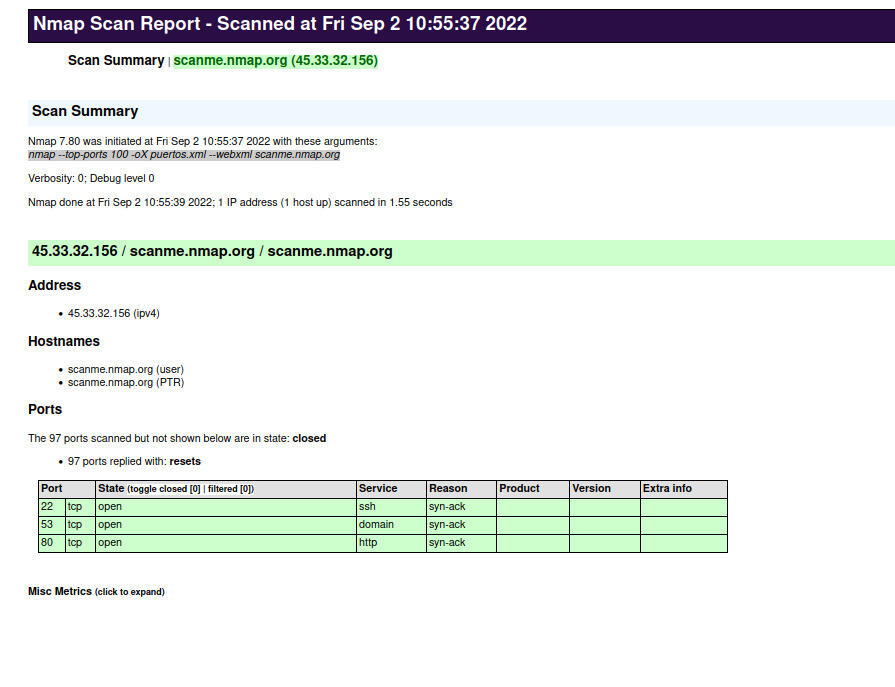 Nmap Scan Report - Scanned at Fri Sep 2 10:55:37 2022
Scan Summary | scanme.nmap.org (45.33.32.156)
Scan Summary
Nmap 7.80 was initiated at Fri Sep 2 10:55:37 2022 with these arguments:
nmap --top-ports 100 -oX puertos.xml --webxml scanme.nmap.org
Verbosity: 0; Debug level 0
Nmap done at Fri Sep 2 10:55:39 2022; 1 IP address (1 host up) scanned in 1.55 seconds
45.33.32.156 / scanme.nmap.org / scanme.nmap.org
Address
• 45.33.32.156 (ipv4)
Hostnames
• scanme.nmap.org (user)
• scanme.nmap.org (PTR)
Ports
The 97 ports scanned but not shown below are in state: closed
• 97 ports replied with: resets
Port State (toggle closed [0] | filtered [0]) Service Reason Product Version Extra info
22 tcp open ssh syn-ack
53 tcp open domain syn-ack
80 tcp open http syn-ack
Misc Metrics (click to expand)